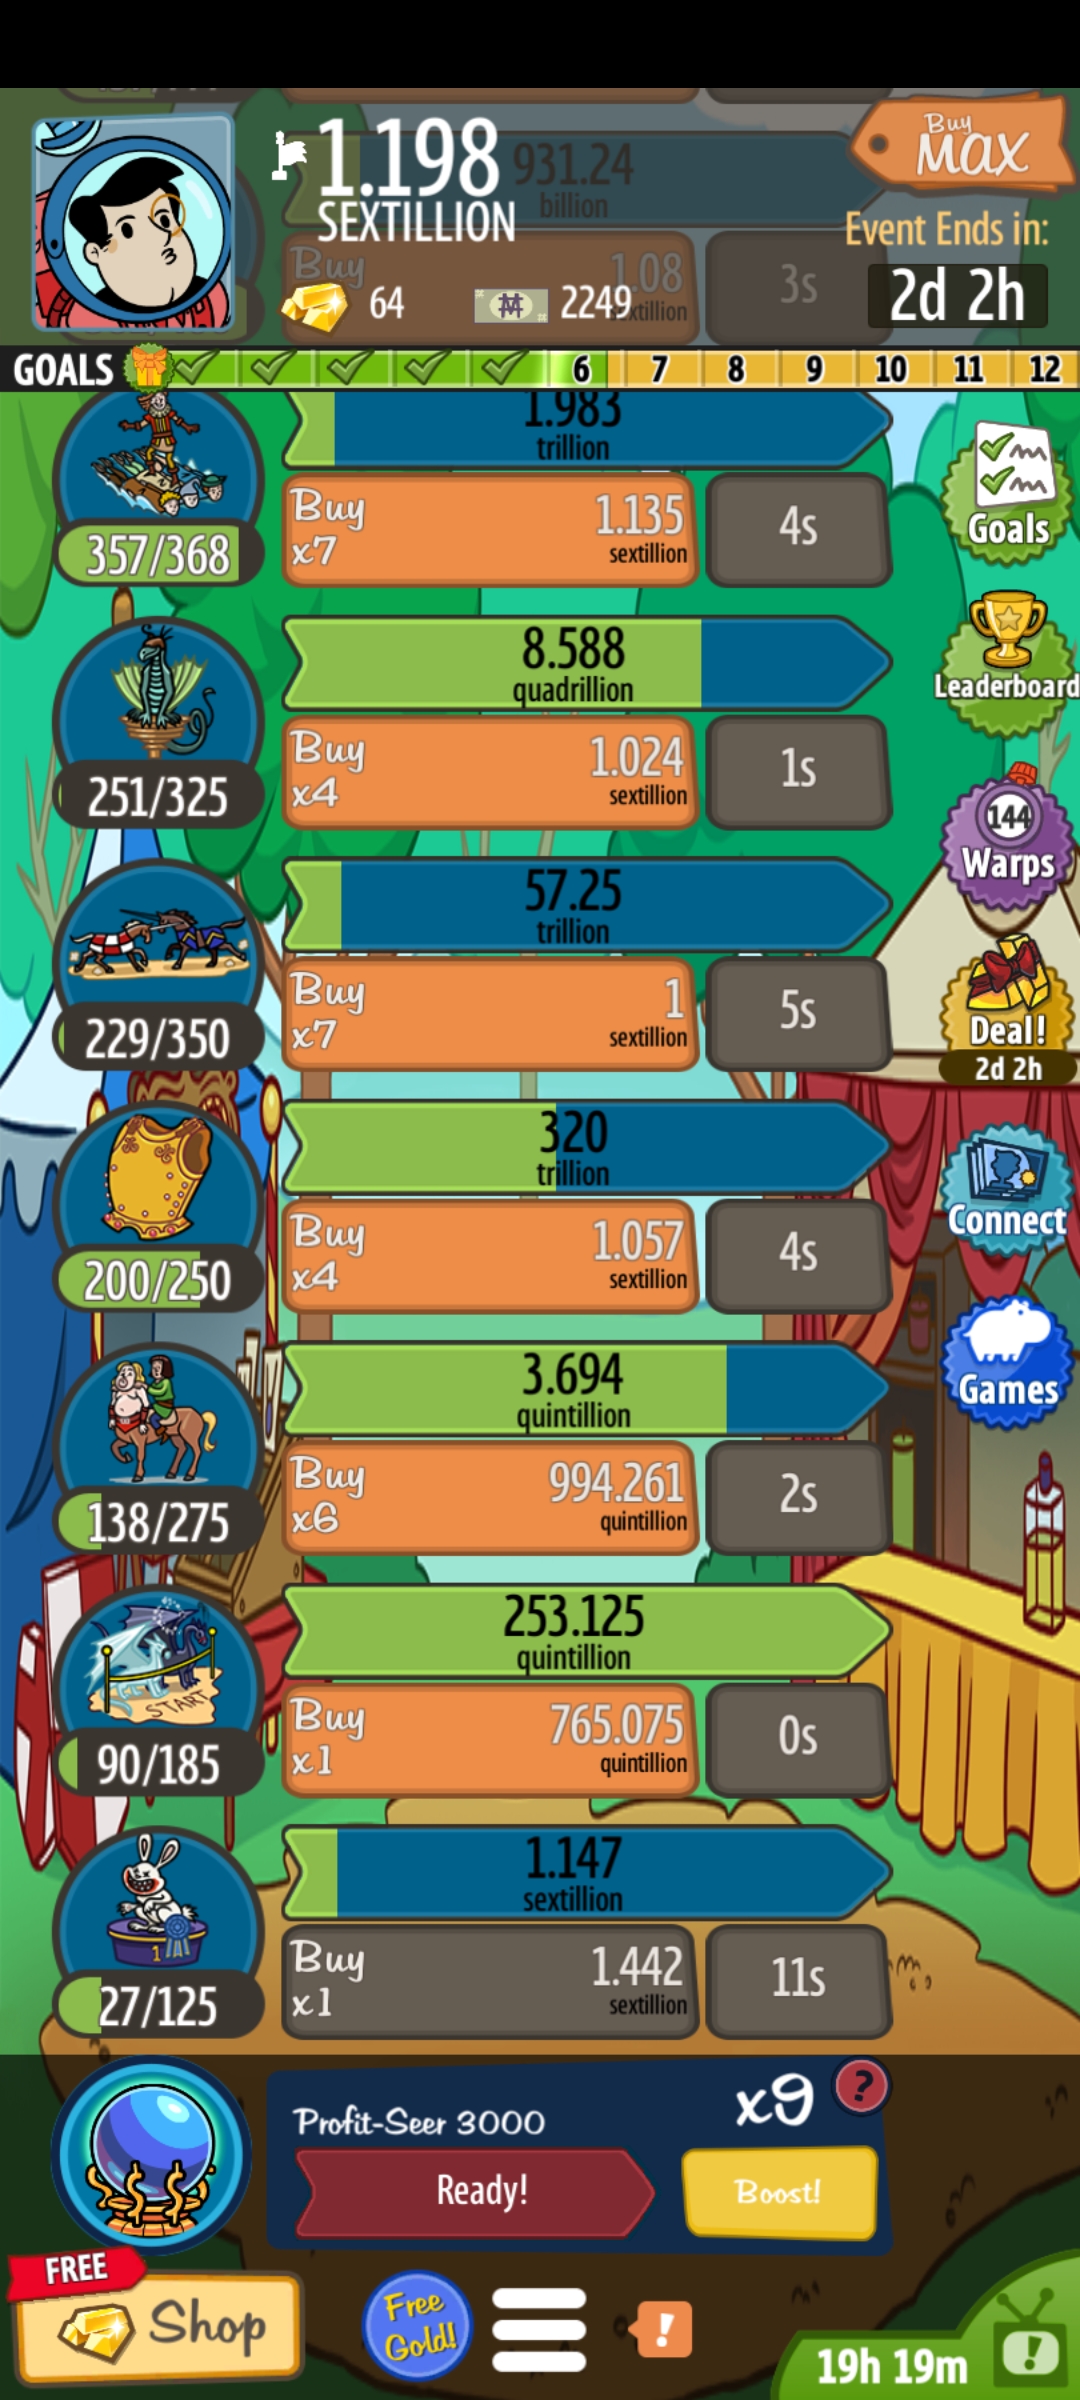 1.198
SEXTILLION
931.24
billion
Buy
MAX
Event Ends in:
2d 2h
Buy
1.08
3s
64
2249
GOALS
6 7 8 9 10 11 12
1.983
trillion
357/368
Buy
x7
1.135
sextillion
4s
Goals
8.588
quadrillion
251/325
Buy
x4
1.024
sextillion
1s
Leaderboard
144
Warps
57.25
trillion
229/350
Buy
x7
1
sextillion
5s
Deal!
2d 2h
320
trillion
200/250
Buy
x4
1.057
sextillion
4s
Connect
3.694
quintillion
138/275
Buy
x6
994.261
quintillion
2s
Games
253.125
quintillion
START
90/185
Buy
x1
765.075
quintillion
0s
1.147
sextillion
1
27/125
Buy
x1
1.442
sextillion
11s
Profit-Seer 3000
x9
?
Ready!
Boost!
FREE
Shop
Free
Gold!
!
19h 19m
!